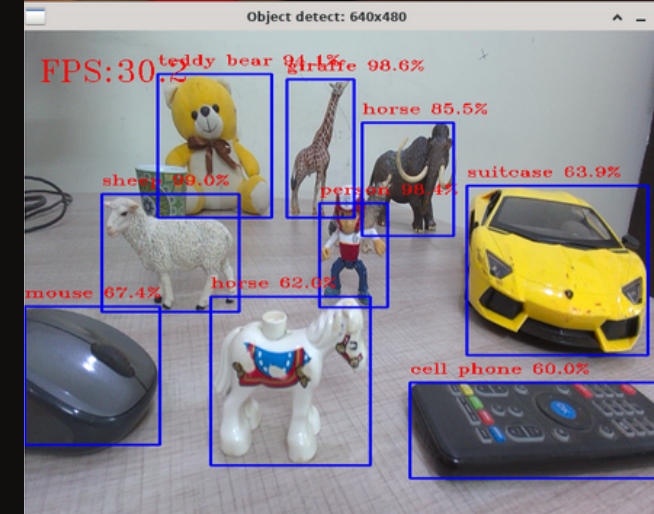 Object detect: 640x480
FPS:30.2
teddy bear 94.1%
giraffe 98.6%
horse 85.5%
suitcase 63.9%
sheep 99.0%
person 98.4%
mouse 67.4%
horse 62.0%
cell phone 60.0%